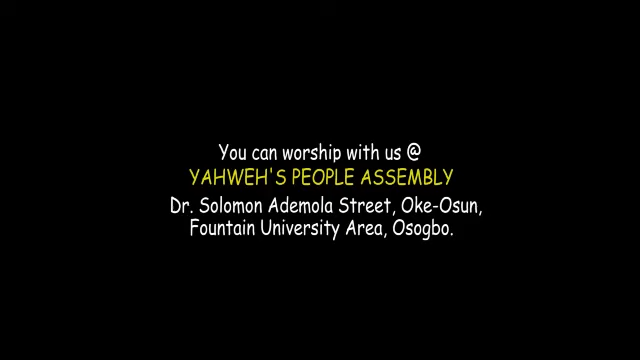 You can worship with us @
YAHWEH'S PEOPLE ASSEMBLY
Dr. Solomon Ademola Street, Oke-Osun,
Fountain University Area, Osogbo.